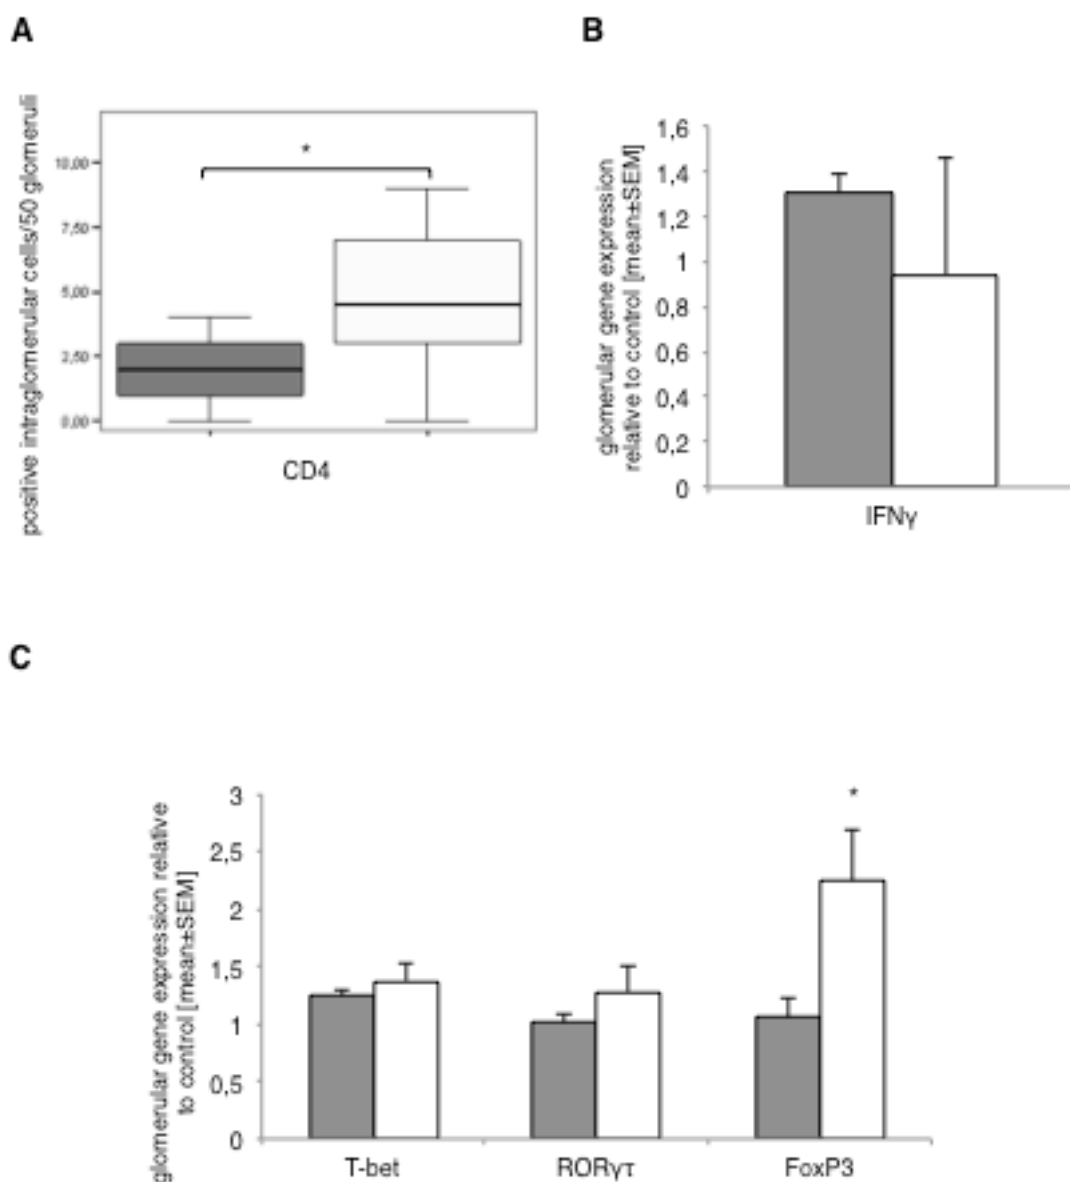 A
positive intraglomerular cells/50 glomeruli
10,00
7,50
5,00
2,50
0,00
*
CD4
B
glomerular gene expression
relative to control [mean±SEM]
1,6
1,4
1,2
1
0,8
0,6
0,4
0,2
0
IFNγ
C
glomerular gene expression relative
to control [mean±SEM]
3
2,5
2
1,5
1
0,5
0
*
T-bet
RORγτ
FoxP3